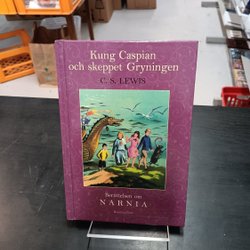 Kung Caspian
och skeppet Gryningen
C. S. LEWIS
Berättelsen om
NARNIA